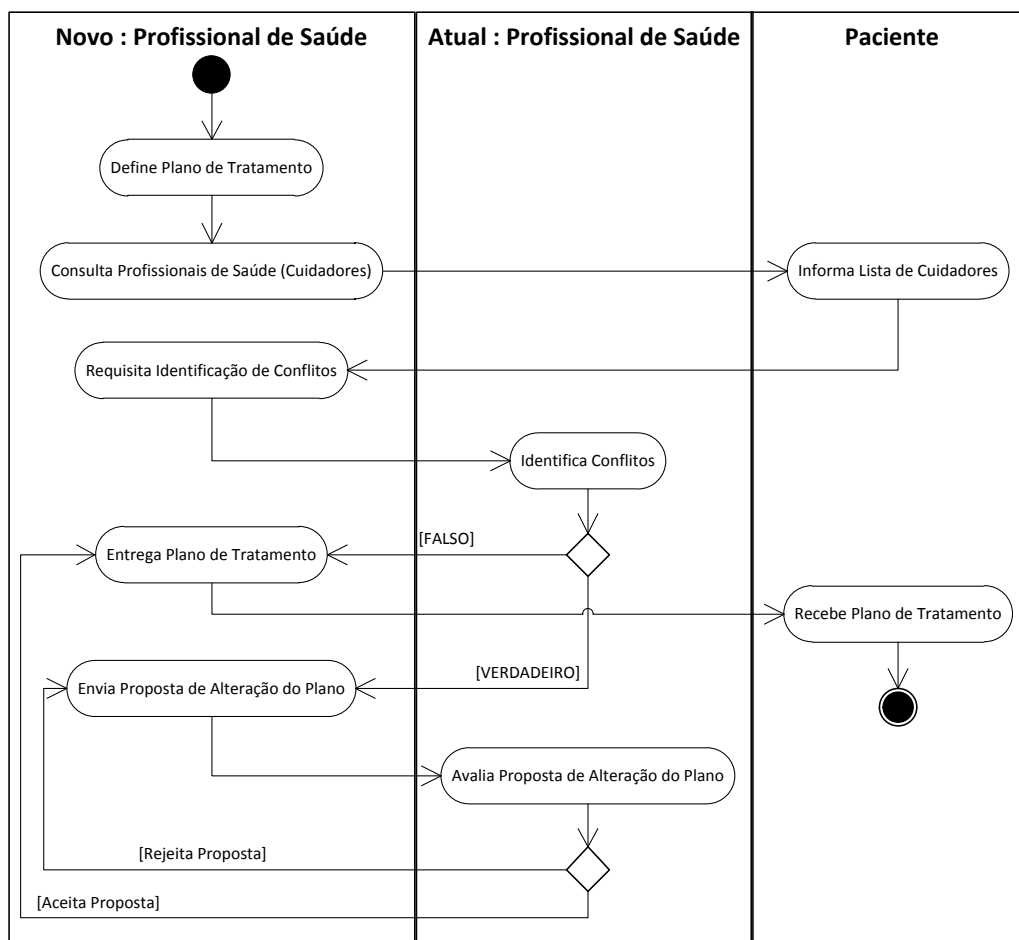 Novo : Profissional de Saúde
Atual : Profissional de Saúde
Paciente
Define Plano de Tratamento
Consulta Profissionais de Saúde (Cuidadores)
Informa Lista de Cuidadores
Requisita Identificação de Conflitos
Identifica Conflitos
[FALSO]
Entrega Plano de Tratamento
Recebe Plano de Tratamento
[VERDADEIRO]
Envia Proposta de Alteração do Plano
Avalia Proposta de Alteração do Plano
[Rejeita Proposta]
[Aceita Proposta]